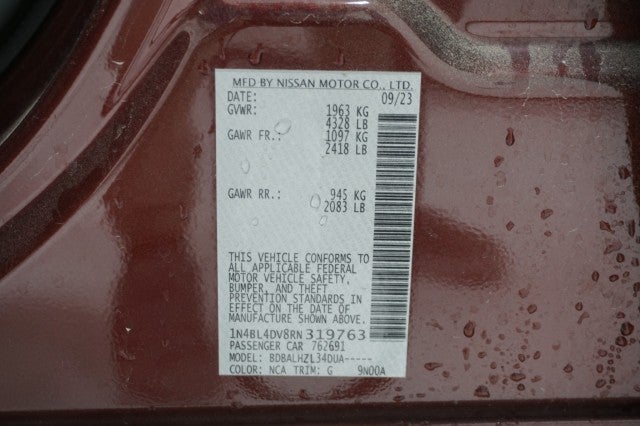 MFD BY NISSAN MOTOR CO., LTD.
DATE: 09/23
GVWR: 1963 KG
4328 LB
GAWR FR.: 1097 KG
2418 LB
GAWR RR.: 945 KG
2083 LB
THIS VEHICLE CONFORMS TO
ALL APPLICABLE FEDERAL
MOTOR VEHICLE SAFETY,
BUMPER, AND THEFT
PREVENTION STANDARDS IN
EFFECT ON THE DATE OF
MANUFACTURE SHOWN ABOVE.
1N4BL4DV8RN319763
PASSENGER CAR 762691
MODEL: BDBALHZL34DUA-----
COLOR: NCA TRIM: G 9N00A